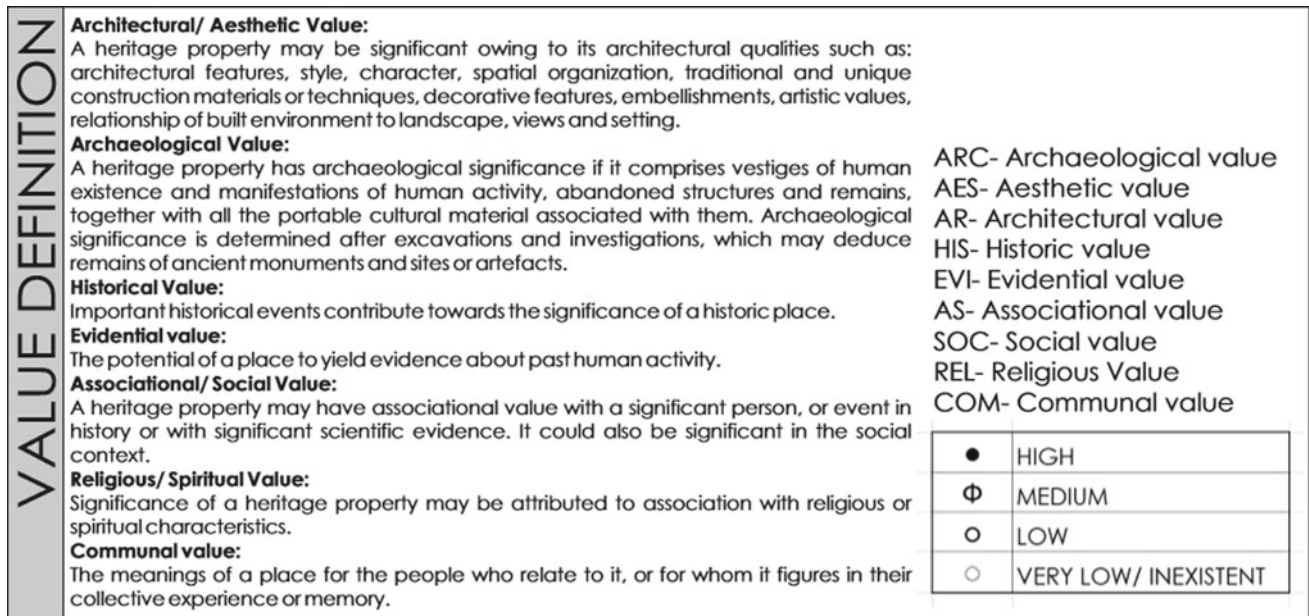 VALUE DEFINITION
Architectural/ Aesthetic Value:
A heritage property may be significant owing to its architectural qualities such as:
architectural features, style, character, spatial organization, traditional and unique
construction materials or techniques, decorative features, embellishments, artistic values,
relationship of built environment to landscape, views and setting.
Archaeological Value:
A heritage property has archaeological significance if it comprises vestiges of human
existence and manifestations of human activity, abandoned structures and remains,
together with all the portable cultural material associated with them. Archaeological
significance is determined after excavations and investigations, which may deduce
remains of ancient monuments and sites or artefacts.
Historical Value:
Important historical events contribute towards the significance of a historic place.
Evidential value:
The potential of a place to yield evidence about past human activity.
Associational/ Social Value:
A heritage property may have associational value with a significant person, or event in
history or with significant scientific evidence. It could also be significant in the social
context.
Religious/ Spiritual Value:
Significance of a heritage property may be attributed to association with religious or
spiritual characteristics.
Communal value:
The meanings of a place for the people who relate to it, or for whom it figures in their
collective experience or memory.
ARC- Archaeological value
AES- Aesthetic value
AR- Architectural value
HIS- Historic value
EVI- Evidential value
AS- Associational value
SOC- Social value
REL- Religious Value
COM- Communal value
HIGH
MEDIUM
LOW
VERY LOW/ INEXISTENT